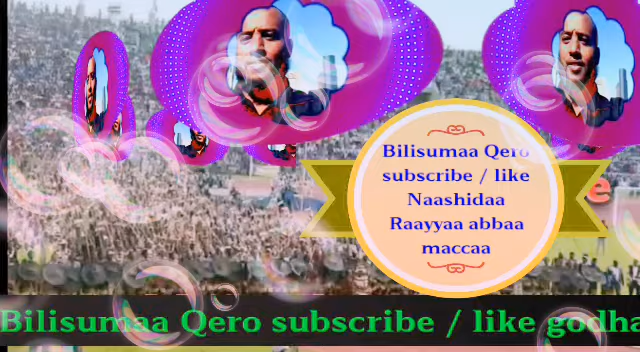 Bilisumaa Qero
subscribe / like
Naashidaa
Raayyaa abbaa
maccaa
e
Bilisumaa Qero subscribe / like godha